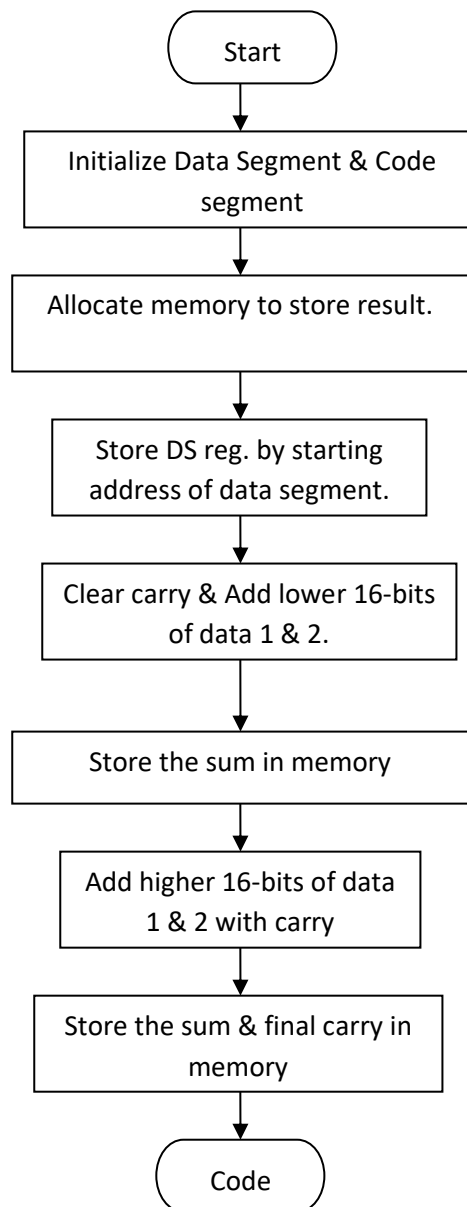 Start
Initialize Data Segment & Code
segment
Allocate memory to store result.
Store DS reg. by starting
address of data segment.
Clear carry & Add lower 16-bits
of data 1 & 2.
Store the sum in memory
Add higher 16-bits of data
1 & 2 with carry
Store the sum & final carry in
memory
Code